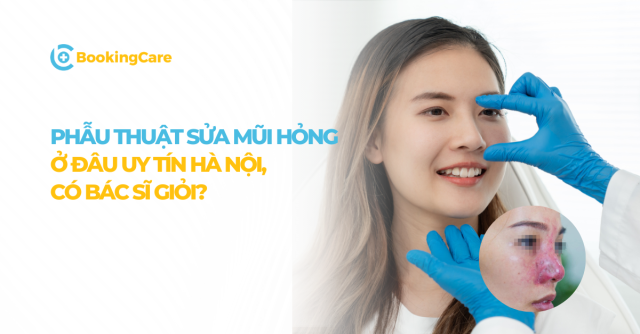 BookingCare
PHẪU THUẬT SỬA MŨI HỎNG
Ở ĐÂU UY TÍN HÀ NỘI,
CÓ BÁC SĨ GIỎI?